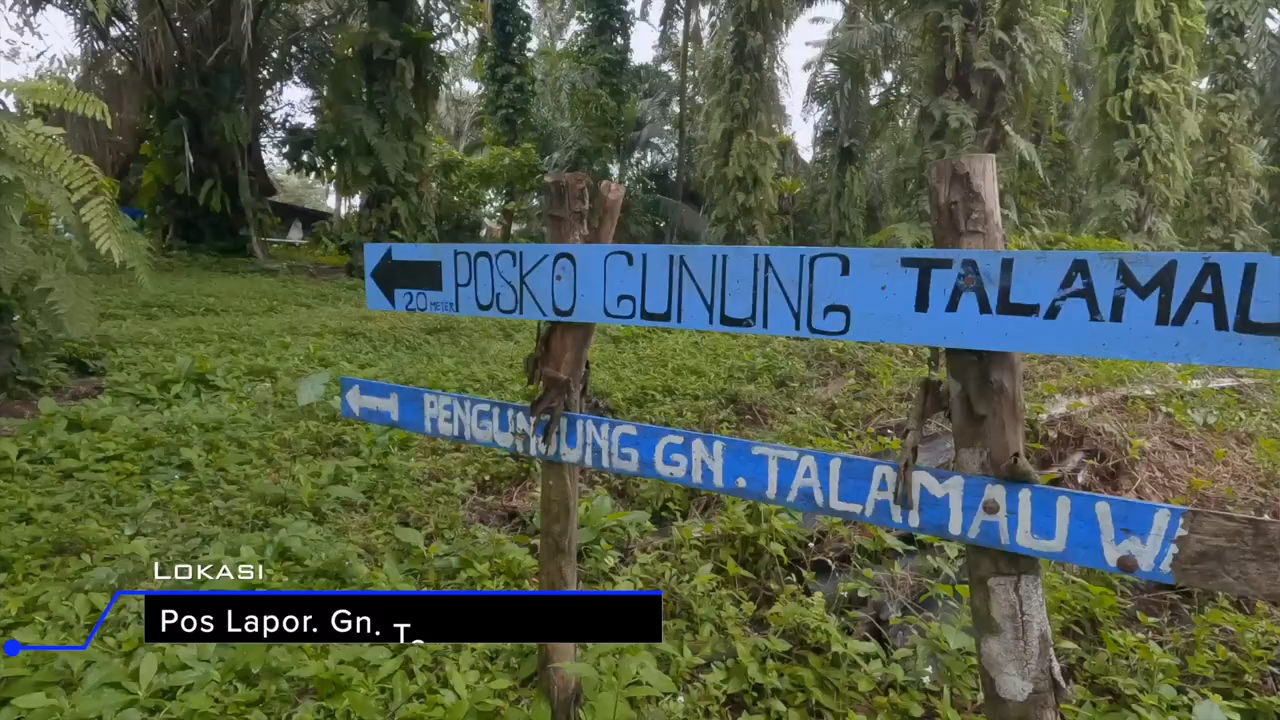 POSKO GUNUNG TALAMAU
20 METER
PENGUNJUNG GN. TALAMAU
LOKASI
Pos Lapor. Gn.